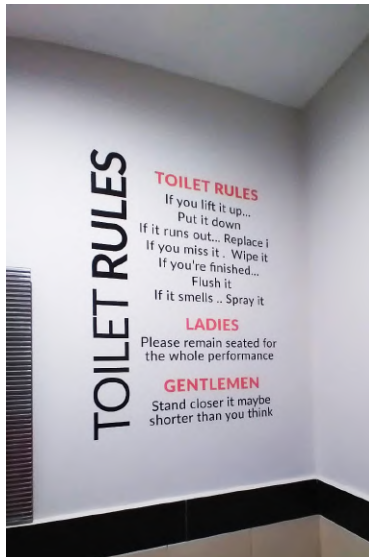 TOILET RULES
TOILET RULES
If you lift it up...
Put it down
If it runs out... Replace i
If you miss it . Wipe it
If you're finished...
Flush it
If it smells .. Spray it
LADIES
Please remain seated for
the whole performance
GENTLEMEN
Stand closer it maybe
shorter than you think